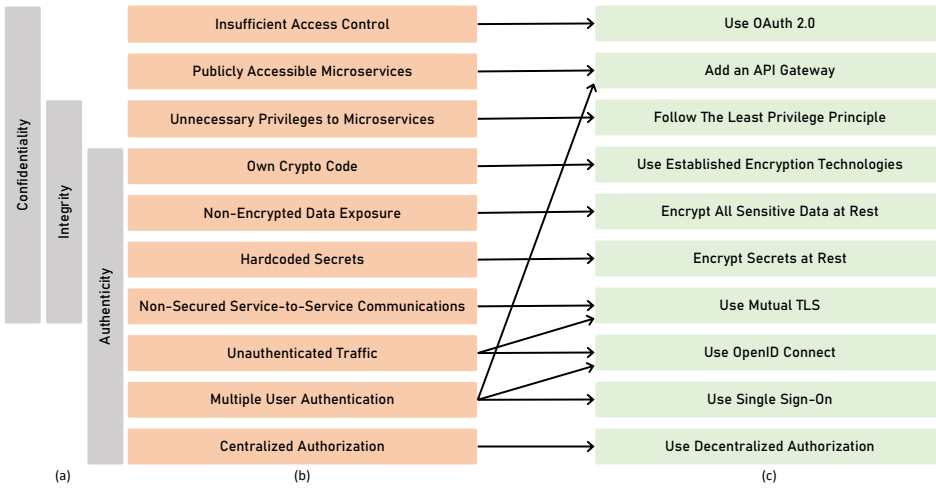 Confidentiality
Integrity
Authenticity
Insufficient Access Control
Use OAuth 2.0
Publicly Accessible Microservices
Add an API Gateway
Unnecessary Privileges to Microservices
Follow The Least Privilege Principle
Own Crypto Code
Use Established Encryption Technologies
Non-Encrypted Data Exposure
Encrypt All Sensitive Data at Rest
Hardcoded Secrets
Encrypt Secrets at Rest
Non-Secured Service-to-Service Communications
Use Mutual TLS
Unauthenticated Traffic
Use OpenID Connect
Multiple User Authentication
Use Single Sign-On
Centralized Authorization
Use Decentralized Authorization
(a)
(b)
(c)